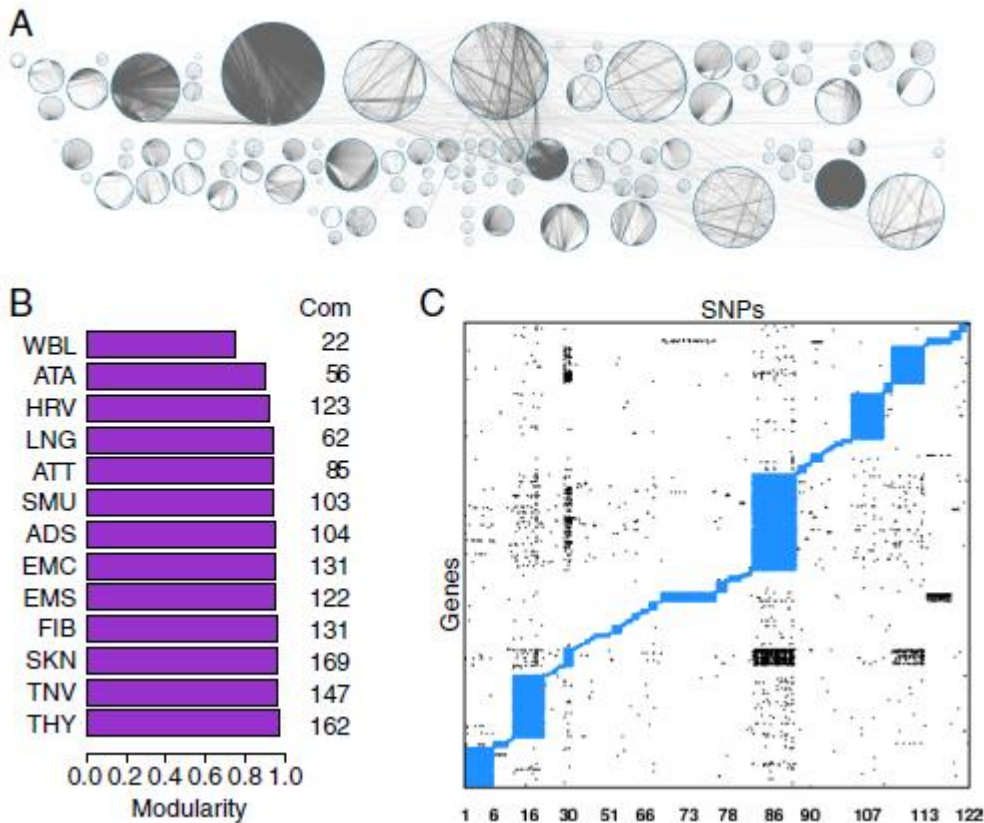 A
B
Com
WBL 22
ATA 56
HRV 123
LNG 62
ATT 85
SMU 103
ADS 104
EMC 131
EMS 122
FIB 131
SKN 169
TNV 147
THY 162
0.0 0.2 0.4 0.6 0.8 1.0
Modularity
C
SNPs
Genes
1 6 16 30 51 66 73 78 86 90 107 113 122